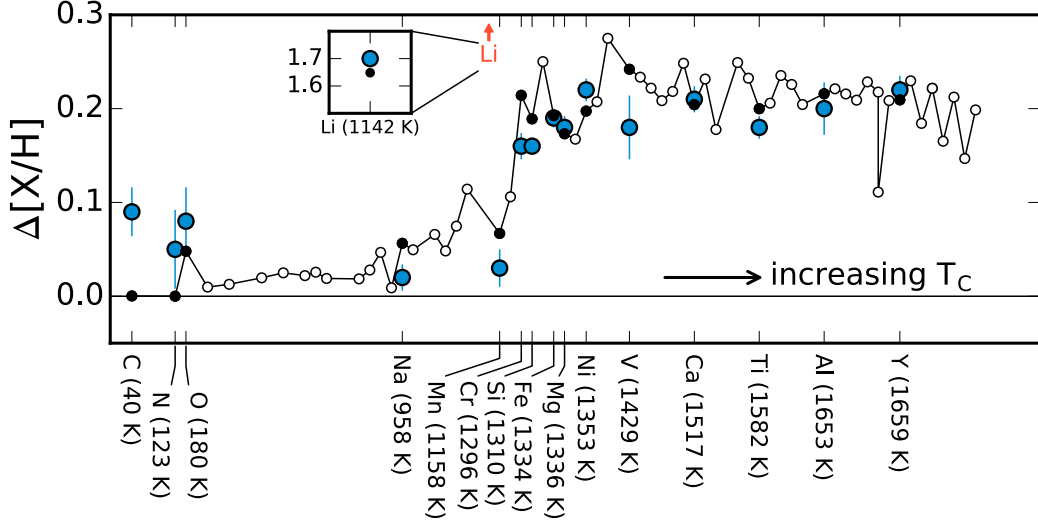 0.3
0.2
0.1
0.0
Δ[X/H]
1.7
1.6
Li (1142 K)
Li
increasing T_C
C (40 K)
N (123 K)
O (180 K)
Na (958 K)
Mn (1158 K)
Cr (1296 K)
Si (1310 K)
Fe (1334 K)
Mg (1336 K)
Ni (1353 K)
V (1429 K)
Ca (1517 K)
Ti (1582 K)
Al (1653 K)
Y (1659 K)